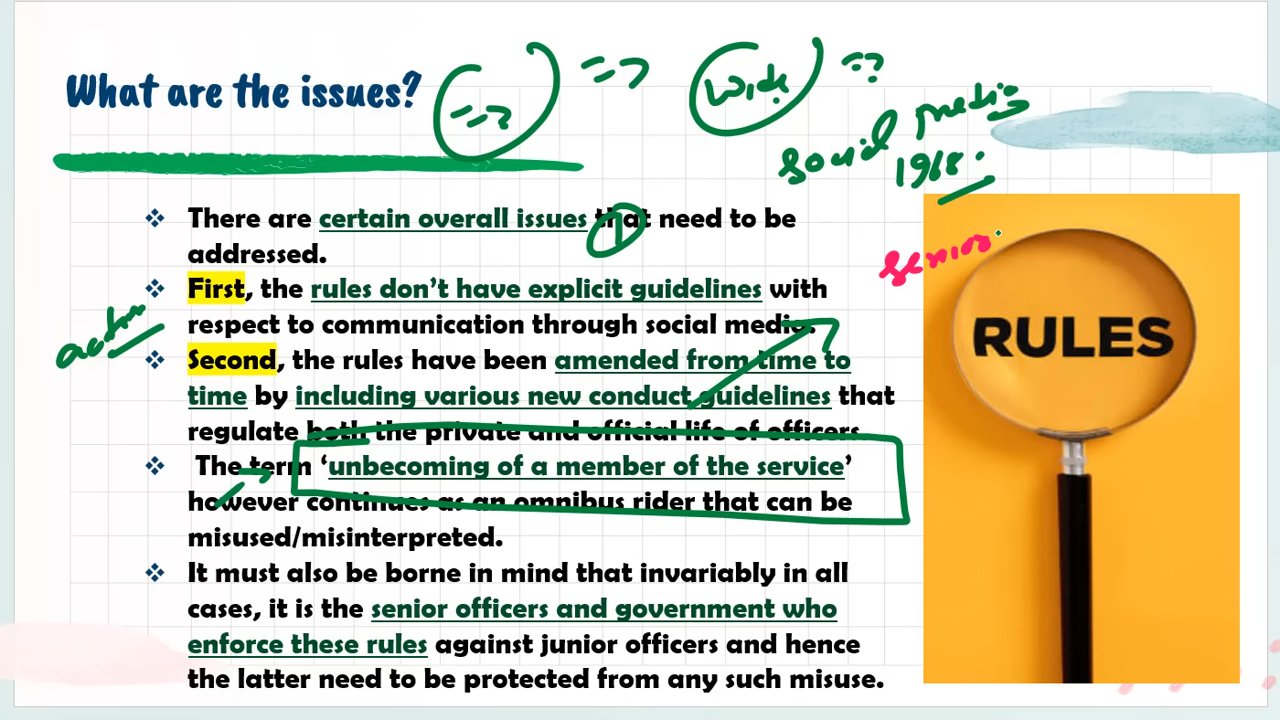 What are the issues?
=>
=>
Wide
=?
Social media
1968.
There are certain overall issues that need to be
addressed.
1
senior
First, the rules don’t have explicit guidelines with
respect to communication through social media.
Second, the rules have been amended from time to
time by including various new conduct guidelines that
regulate both the private and official life of officers.
The term ‘unbecoming of a member of the service’
however continues as an omnibus rider that can be
misused/misinterpreted.
It must also be borne in mind that invariably in all
cases, it is the senior officers and government who
enforce these rules against junior officers and hence
the latter need to be protected from any such misuse.
RULES